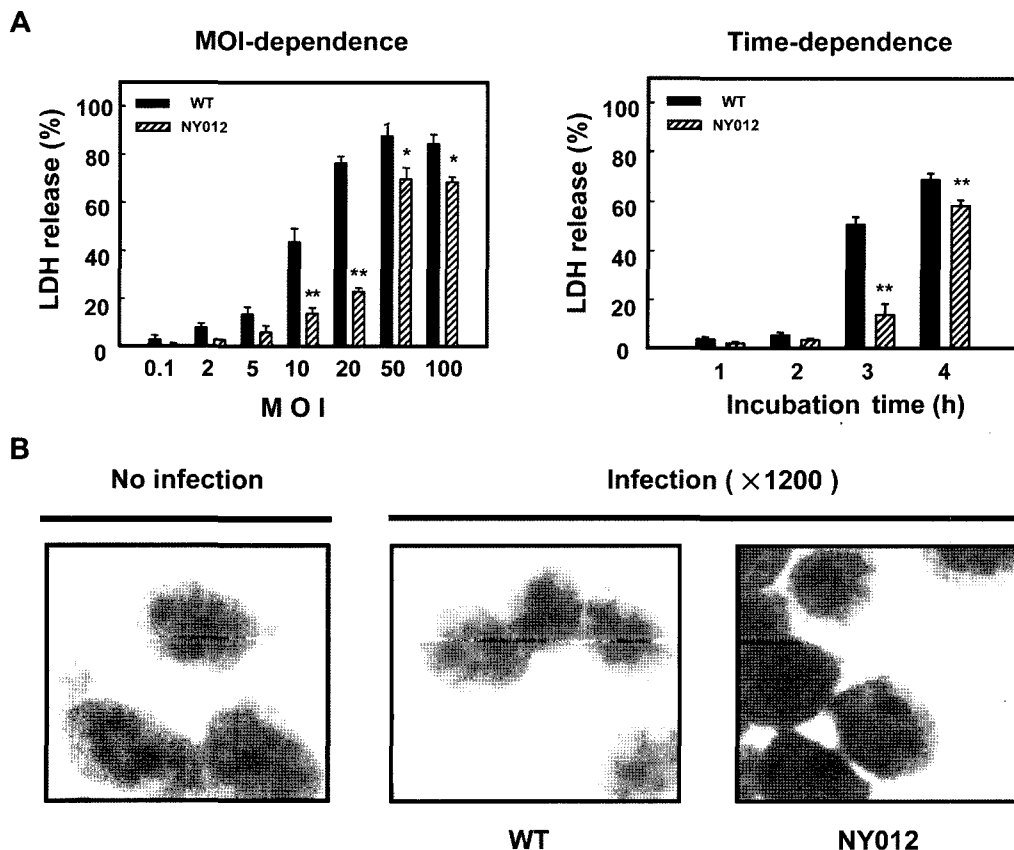 A
MOI-dependence
Time-dependence
LDH release (%)
100
80
60
40
20
0
WT
NY012
**
**
*
*
0.1 2 5 10 20 50 100
M O I
LDH release (%)
100
80
60
40
20
0
WT
NY012
**
**
1 2 3 4
Incubation time (h)
B
No infection
Infection ( ×1200 )
WT
NY012